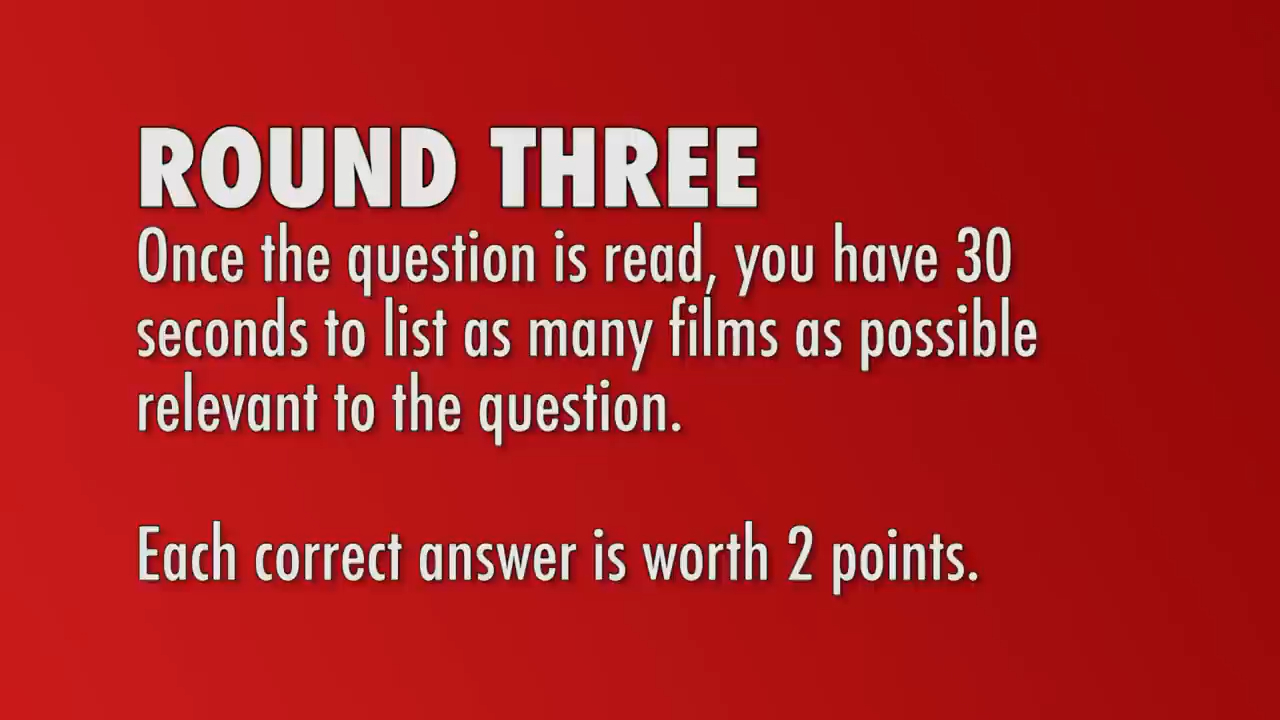 ROUND THREE
Once the question is read, you have 30
seconds to list as many films as possible
relevant to the question.
Each correct answer is worth 2 points.